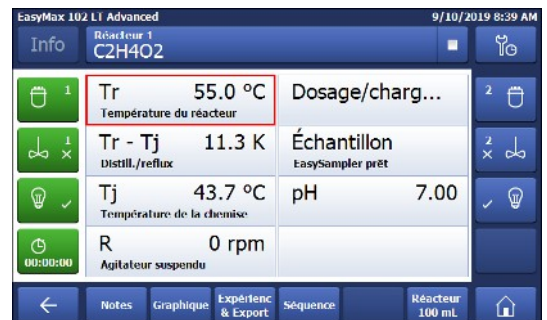 EasyMax 102 LT Advanced 9/10/2019 8:39 AM
Info
Réacteur 1
C2H4O2
1
Tr 55.0 °C
Température du réacteur
Dosage/charg...
2
1
Tr - Tj 11.3 K
Distill./reflux
Échantillon
EasySampler prêt
2
Tj 43.7 °C
Température de la chemise
pH 7.00
00:00:00
R 0 rpm
Agitateur suspendu
Notes
Graphique
Expérienc
& Export
Séquence
Réacteur
100 mL